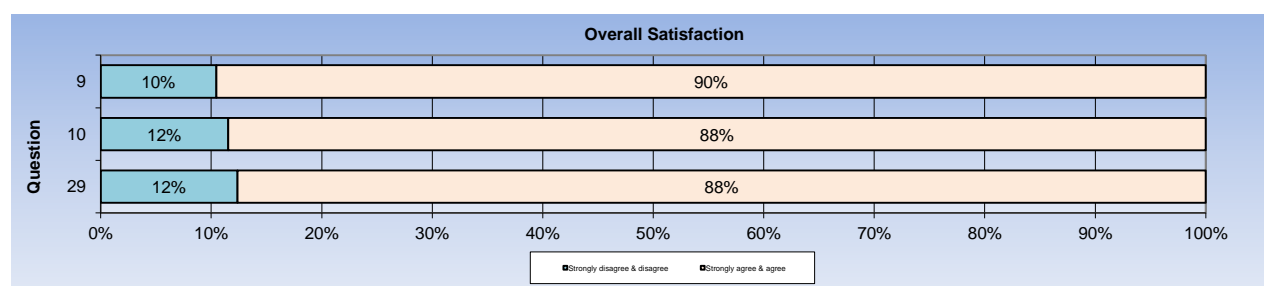 Overall Satisfaction
9 10% 90%
10 12% 88%
29 12% 88%
Question
0% 10% 20% 30% 40% 50% 60% 70% 80% 90% 100%
Strongly disagree & disagree Strongly agree & agree